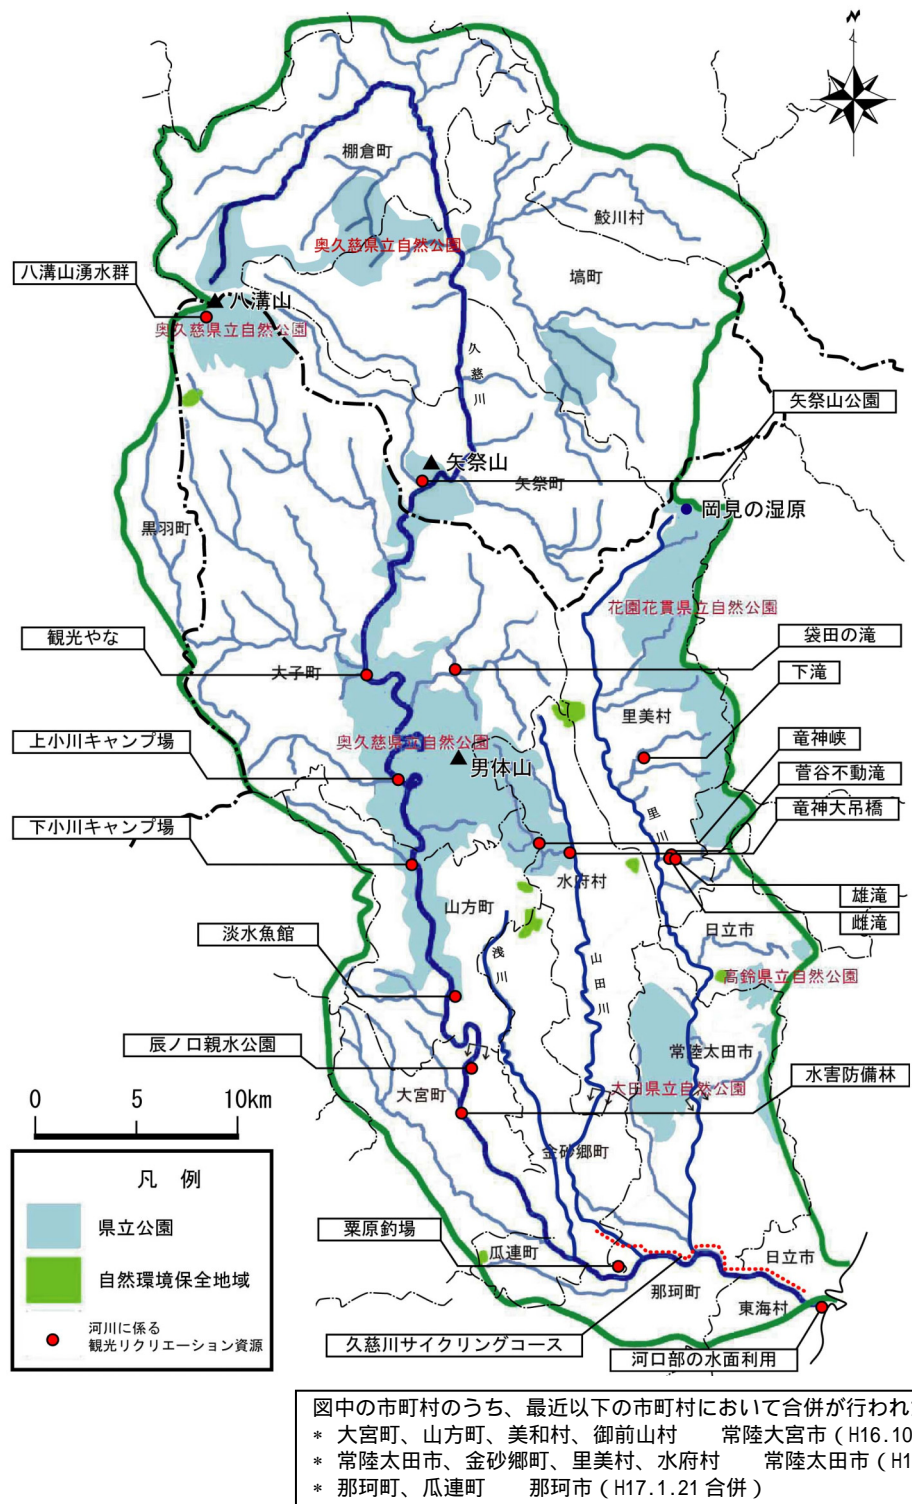 N
棚倉町
鮫川村
奥久慈県立自然公園
塙町
八溝山湧水群
八溝山
奥久慈県立自然公園
久慈川
矢祭山公園
矢祭山
矢祭町
岡見の湿原
黒羽町
花園花貫県立自然公園
観光やな
袋田の滝
大子町
下滝
里美村
上小川キャンプ場
奥久慈県立自然公園
竜神峡
男体山
菅谷不動滝
竜神大吊橋
里川
下小川キャンプ場
水府村
雄滝
山方町
雌滝
淡水魚館
浅川
山田川
日立市
高鈴県立自然公園
辰ノロ親水公園
常陸太田市
水害防備林
大宮町
太田県立自然公園
0 5 10km
金砂郷町
凡 例
県立公園
自然環境保全地域
河川に係る
観光リクリエーション資源
粟原釣場
瓜連町
日立市
那珂町
東海村
久慈川サイクリングコース
河口部の水面利用
図中の市町村のうち、最近以下の市町村において合併が行われ
* 大宮町、山方町、美和村、御前山村 常陸大宮市（H16.10
* 常陸太田市、金砂郷町、里美村、水府村 常陸太田市（H1
* 那珂町、瓜連町 那珂市（H17.1.21 合併）